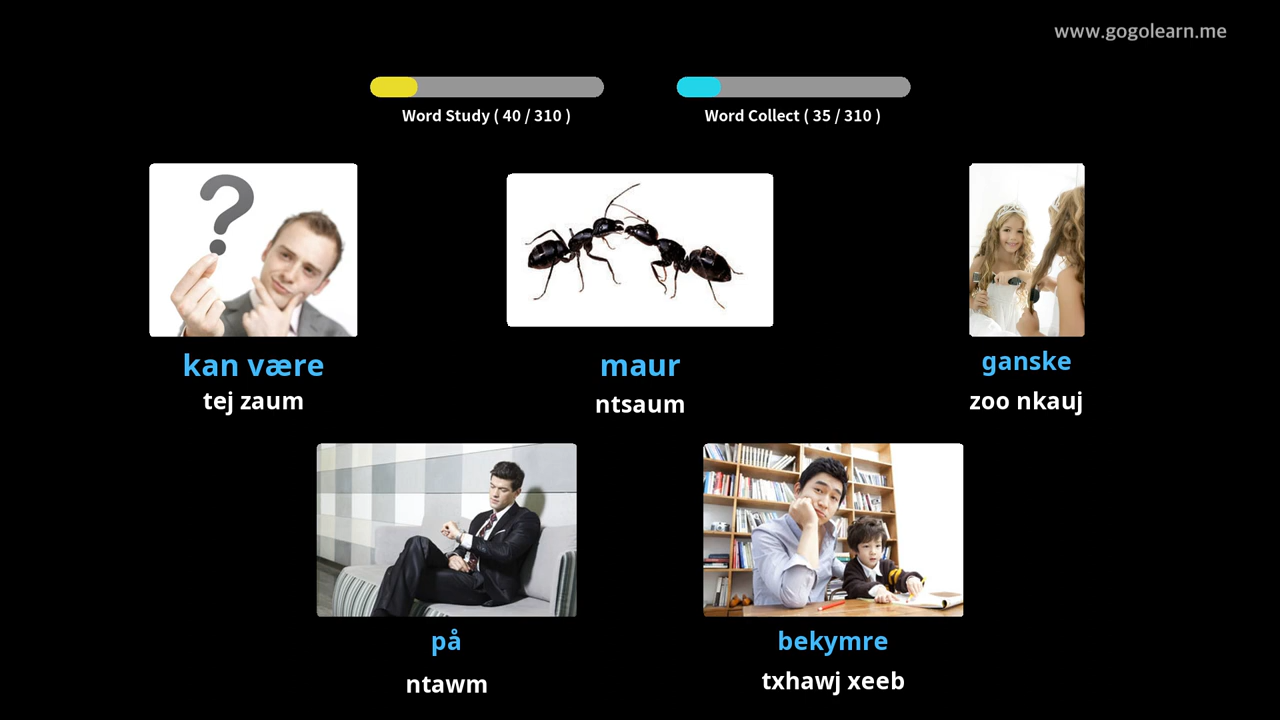 www.gogolearn.me
Word Study ( 40 / 310 )
Word Collect ( 35 / 310 )
?
kan være
tej zaum
maur
ntsaum
ganske
zoo nkauj
på
ntawm
bekymre
txhawj xeeb